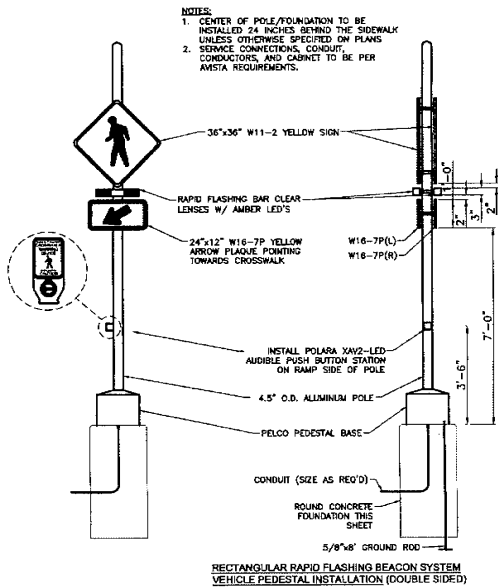 NOTES:
1. CENTER OF POLE/FOUNDATION TO BE
INSTALLED 24 INCHES BEHIND THE SIDEWALK
UNLESS OTHERWISE SPECIFIED ON PLANS
2. SERVICE CONNECTIONS, CONDUIT,
CONDUCTORS, AND CABINET TO BE PER
AVISTA REQUIREMENTS.
36"x36" W11-2 YELLOW SIGN
RAPID FLASHING BAR CLEAR
LENSES W/ AMBER LED'S
24"x12" W16-7P YELLOW
ARROW PLAQUE POINTING
TOWARDS CROSSWALK
W16-7P(L)
W16-7P(R)
2"
3"
2"
7'-0"
3'-6"
INSTALL POLARA XAV2-LED
AUDIBLE PUSH BUTTON STATION
ON RAMP SIDE OF POLE
4.5" O.D. ALUMINUM POLE
PELCO PEDESTAL BASE
CONDUIT (SIZE AS REQ'D)
ROUND CONCRETE
FOUNDATION THIS
SHEET
5/8"x8' GROUND ROD
RECTANGULAR RAPID FLASHING BEACON SYSTEM
VEHICLE PEDESTAL INSTALLATION (DOUBLE SIDED)